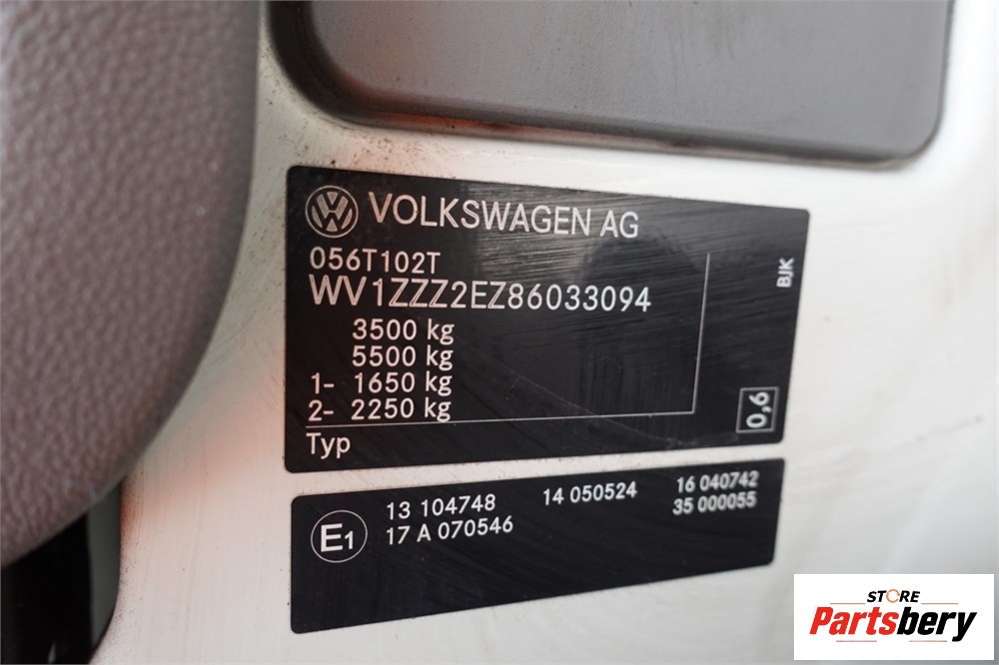 VOLKSWAGEN AG
056T102T
WV1ZZZ2EZ86033094
3500 kg
5500 kg
1- 1650 kg
2- 2250 kg
Typ
BJK
0,6
E1
13 104748 14 050524 16 040742
17 A 070546 35 000055
STORE
Partsbery